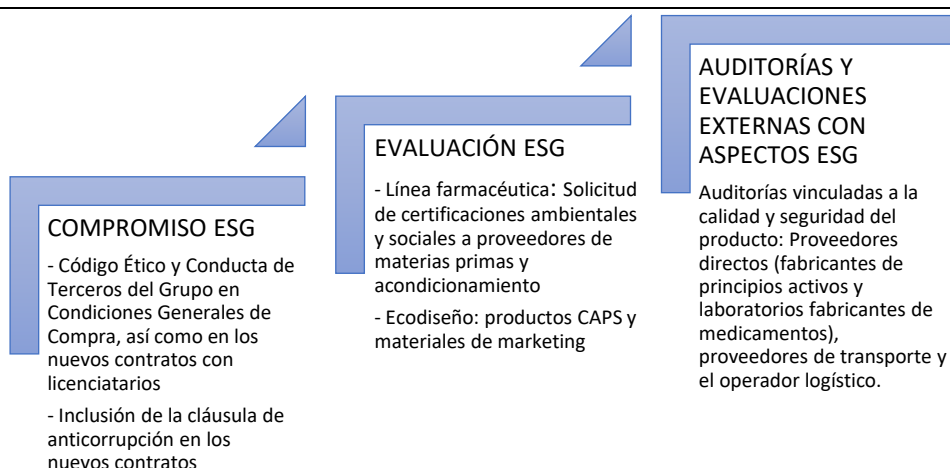 COMPROMISO ESG
- Código Ético y Conducta de
Terceros del Grupo en
Condiciones Generales de
Compra, así como en los
nuevos contratos con
licenciatarios
- Inclusión de la cláusula de
anticorrupción en los
nuevos contratos
EVALUACIÓN ESG
- Línea farmacéutica: Solicitud
de certificaciones ambientales
y sociales a proveedores de
materias primas y
acondicionamiento
- Ecodiseño: productos CAPS y
materiales de marketing
AUDITORÍAS Y
EVALUACIONES
EXTERNAS CON
ASPECTOS ESG
Auditorías vinculadas a la
calidad y seguridad del
producto: Proveedores
directos (fabricantes de
principios activos y
laboratorios fabricantes de
medicamentos),
proveedores de transporte y
el operador logístico.